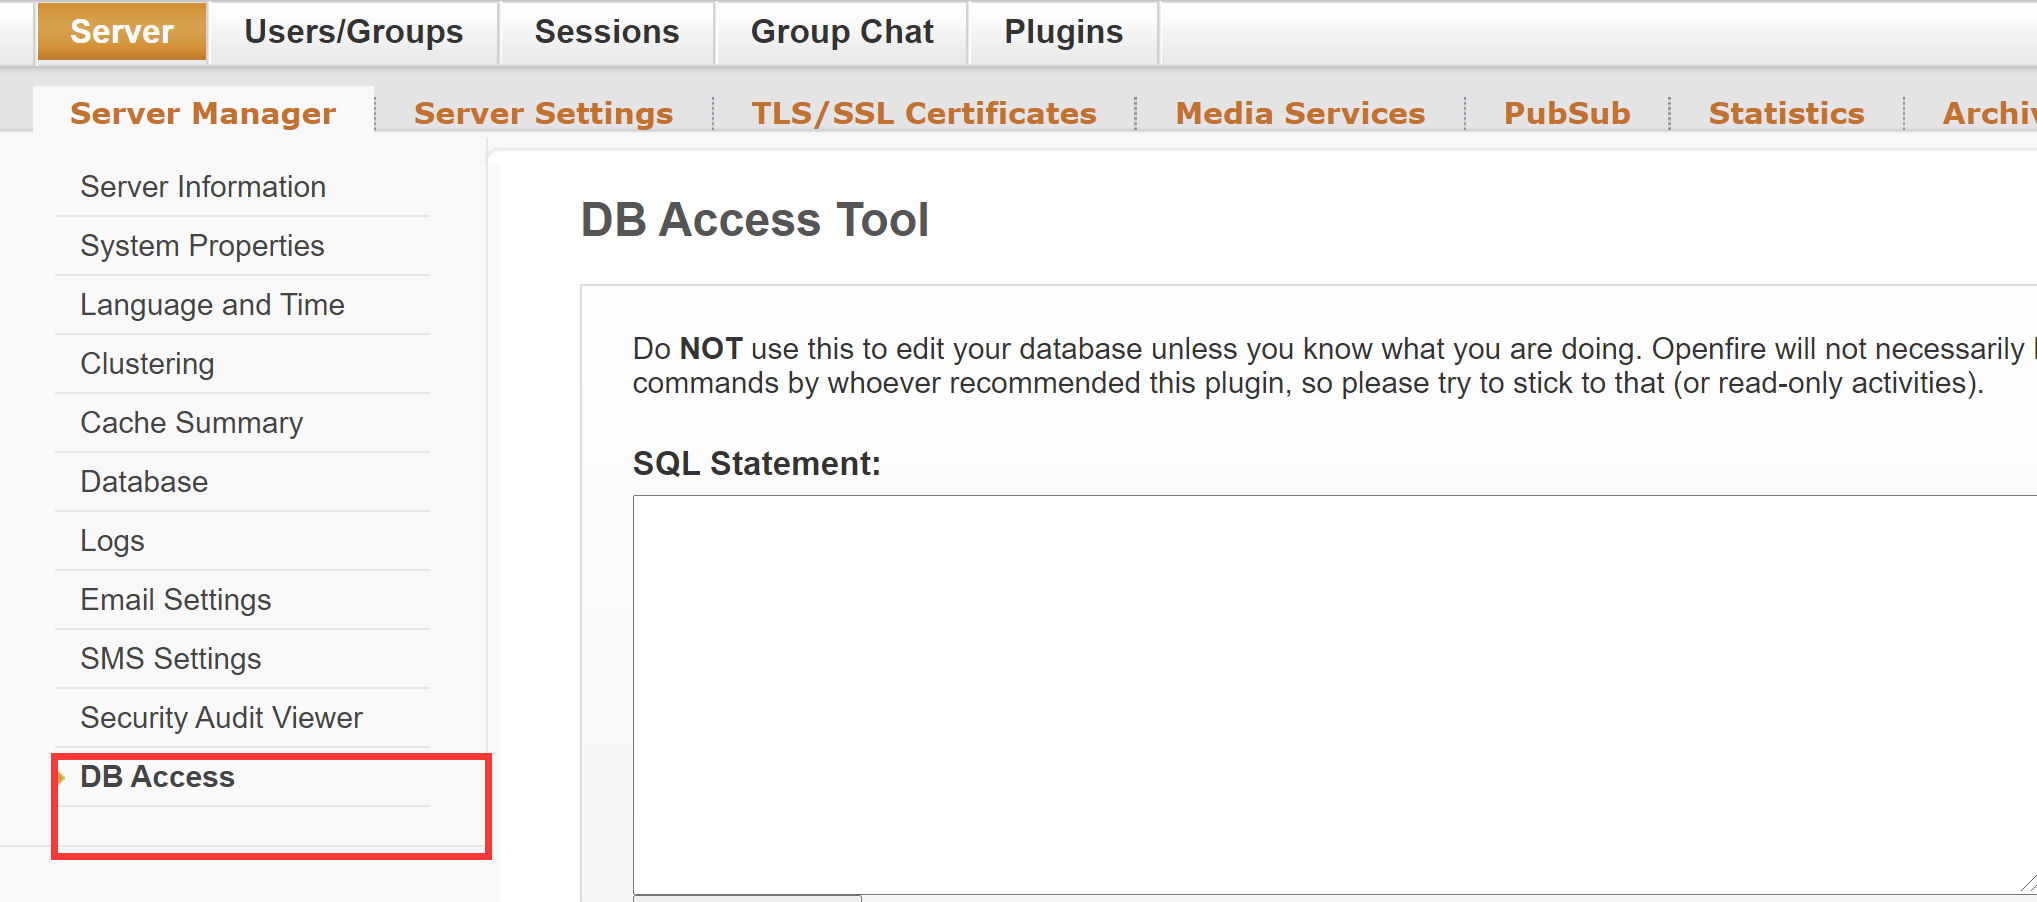 Server Users/Groups Sessions Group Chat Plugins
Server Manager Server Settings TLS/SSL Certificates Media Services PubSub Statistics
Server Information
System Properties
Language and Time
Clustering
Cache Summary
Database
Logs
Email Settings
SMS Settings
Security Audit Viewer
DB Access
DB Access Tool
Do NOT use this to edit your database unless you know what you are doing. Openfire will not necessarily
commands by whoever recommended this plugin, so please try to stick to that (or read-only activities).
SQL Statement: